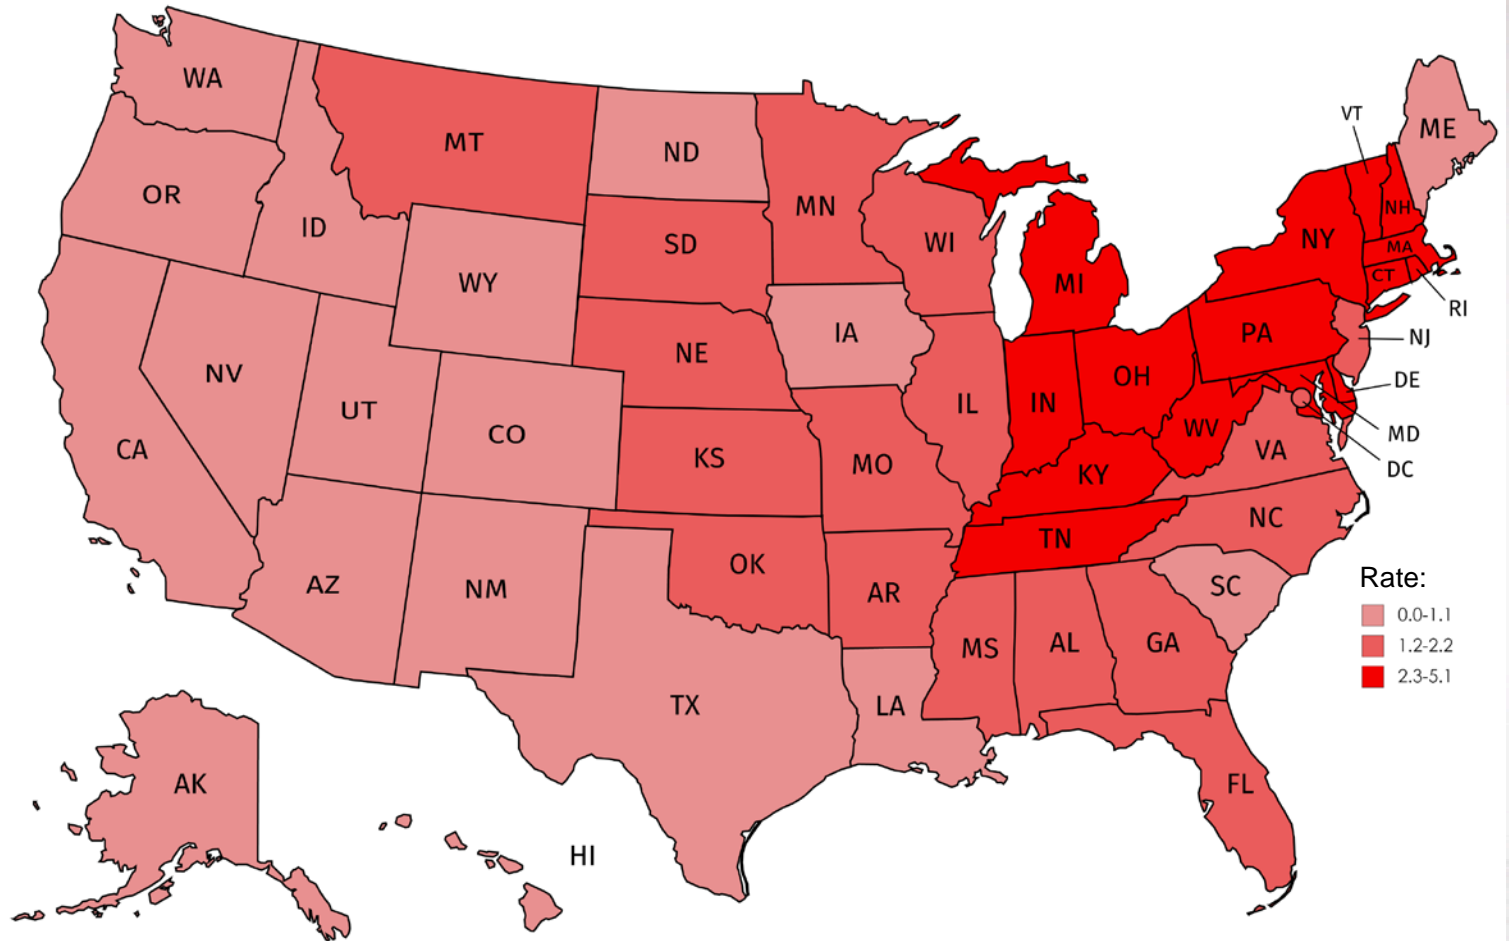 WA
MT
ND
MN
VT
ME
OR
ID
SD
WI
NH
NY
MA
WY
MI
CT
RI
NE
IA
PA
NJ
NV
UT
CO
IL
IN
OH
DE
CA
KS
MO
WV
VA
MD
KY
DC
NC
TN
OK
AZ
NM
AR
SC
Rate:
0.0-1.1
1.2-2.2
2.3-5.1
MS
AL
GA
TX
LA
AK
FL
HI